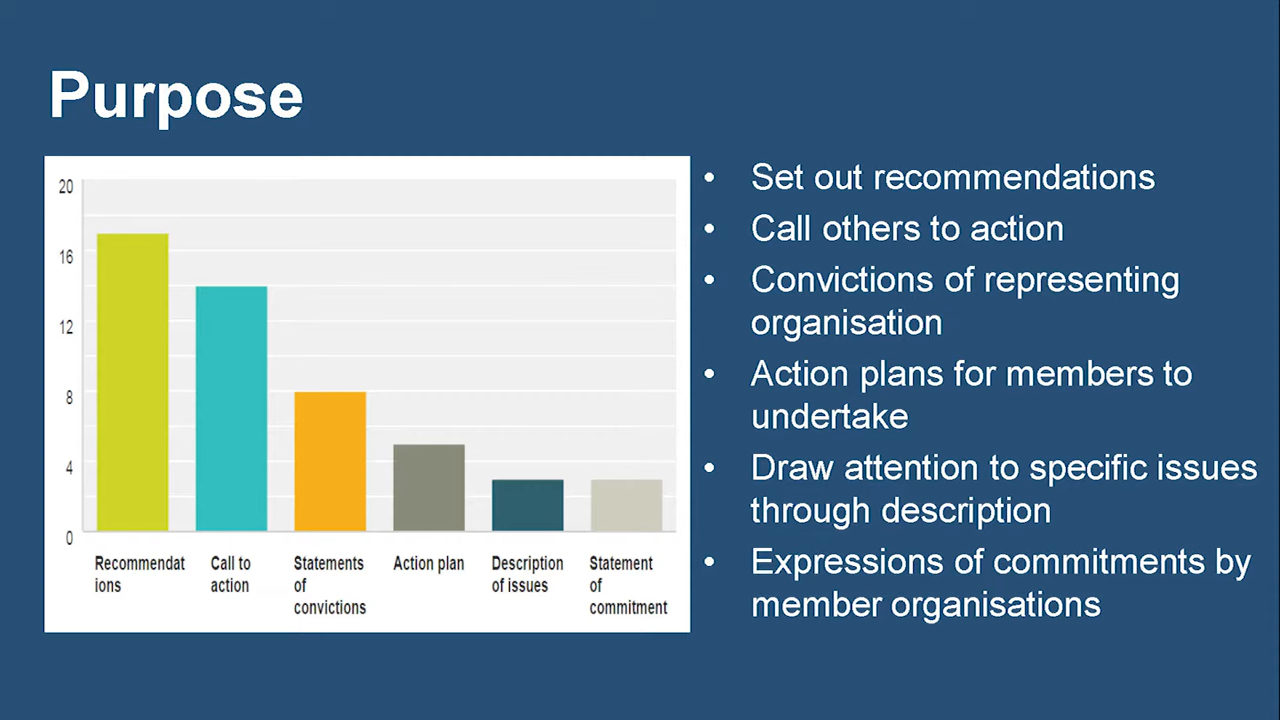 Purpose
20
16
12
8
4
0
Recommendat
ions
Call to
action
Statements
of
convictions
Action plan
Description
of issues
Statement
of
commitment
• Set out recommendations
• Call others to action
• Convictions of representing
organisation
• Action plans for members to
undertake
• Draw attention to specific issues
through description
• Expressions of commitments by
member organisations